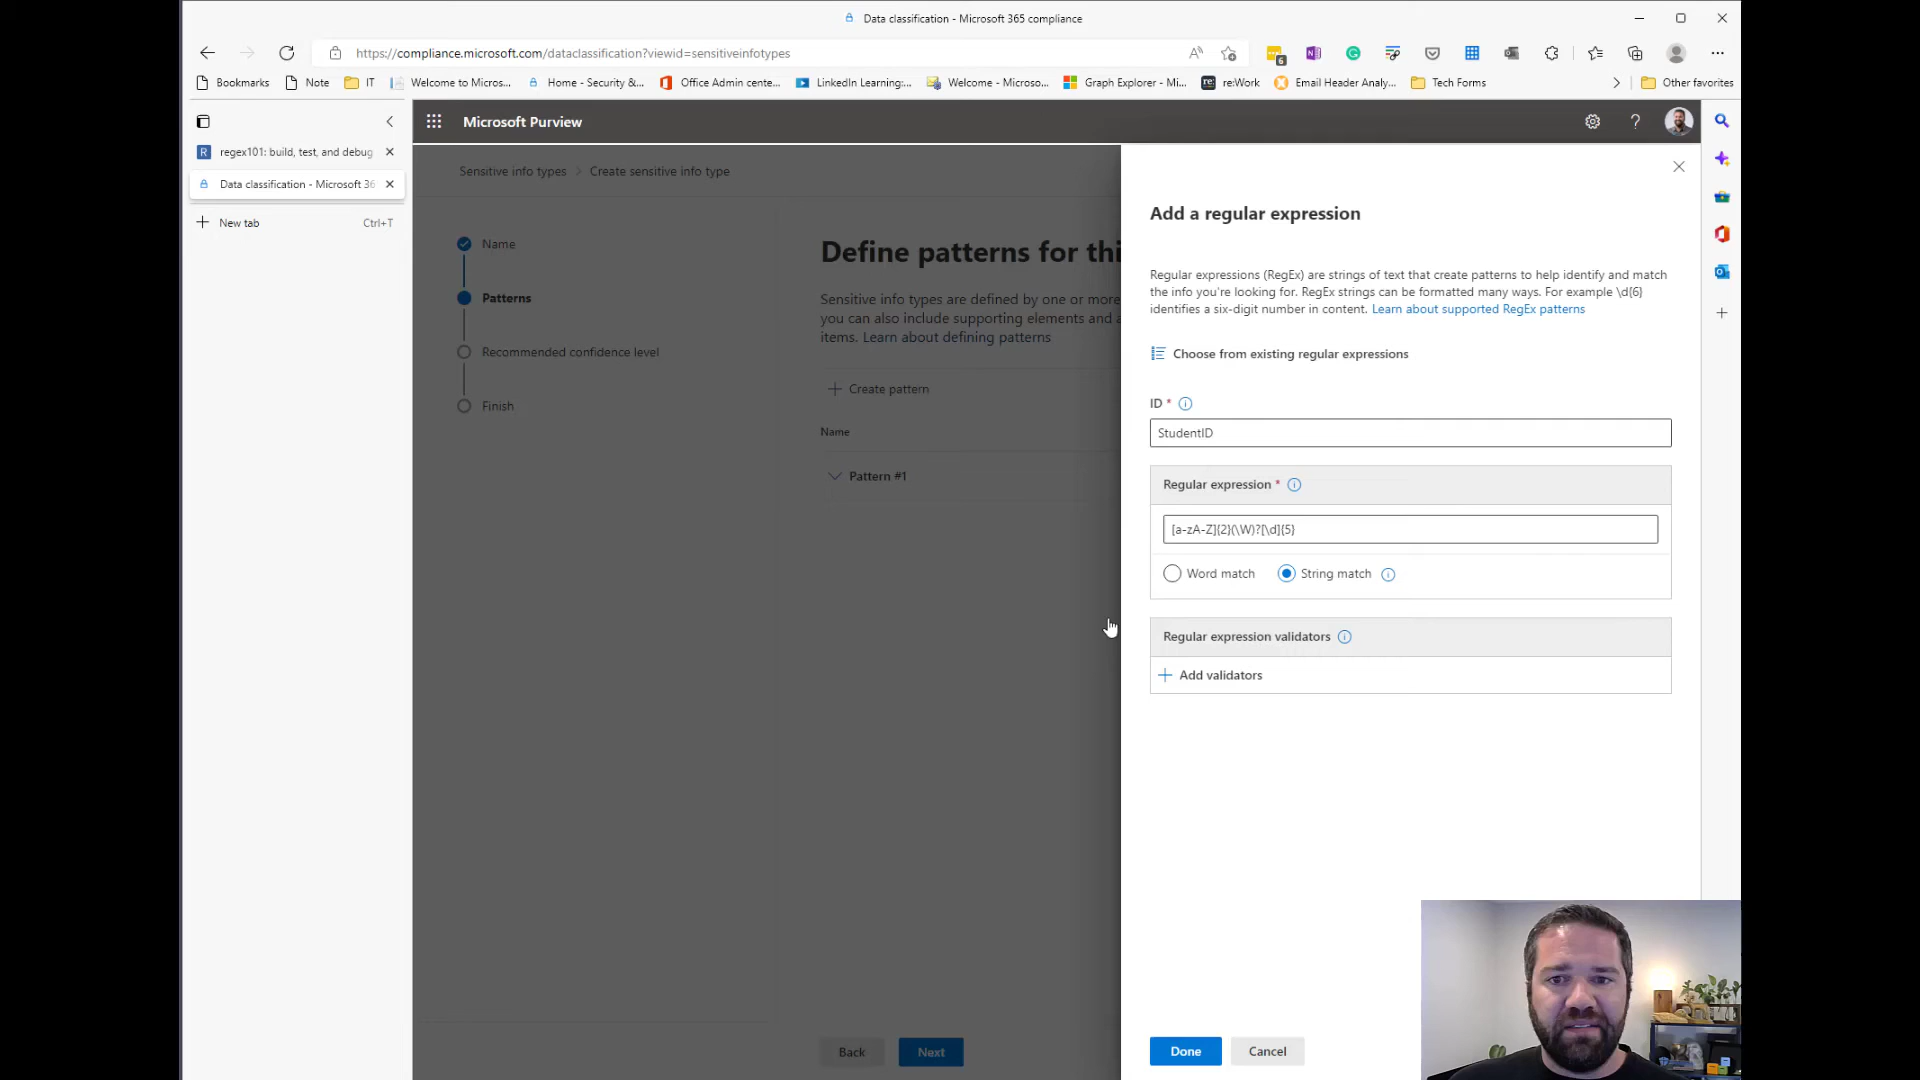 Data classification - Microsoft 365 compliance
https://compliance.microsoft.com/dataclassification?viewid=sensitiveinfotypes
6
Bookmarks
Note
IT
Welcome to Micros...
Home - Security &...
Office Admin cente...
LinkedIn Learning:...
Welcome - Microso...
Graph Explorer - Mi...
re:
re:Work
Email Header Analy...
Tech Forms
Other favorites
Microsoft Purview
?
R
regex101: build, test, and debug
Data classification - Microsoft 36
New tab
Ctrl+T
Sensitive info types > Create sensitive info type
Name
Patterns
Recommended confidence level
Finish
Define patterns for thi
Sensitive info types are defined by one or more
you can also include supporting elements and a
items. Learn about defining patterns
Create pattern
Name
Pattern #1
Back
Next
Add a regular expression
Regular expressions (RegEx) are strings of text that create patterns to help identify and match
the info you're looking for. RegEx strings can be formatted many ways. For example \d{6}
identifies a six-digit number in content. Learn about supported RegEx patterns
Choose from existing regular expressions
ID *
StudentID
Regular expression *
[a-zA-Z]{2}(\W)?[\d]{5}
Word match
String match
Regular expression validators
Add validators
Done
Cancel